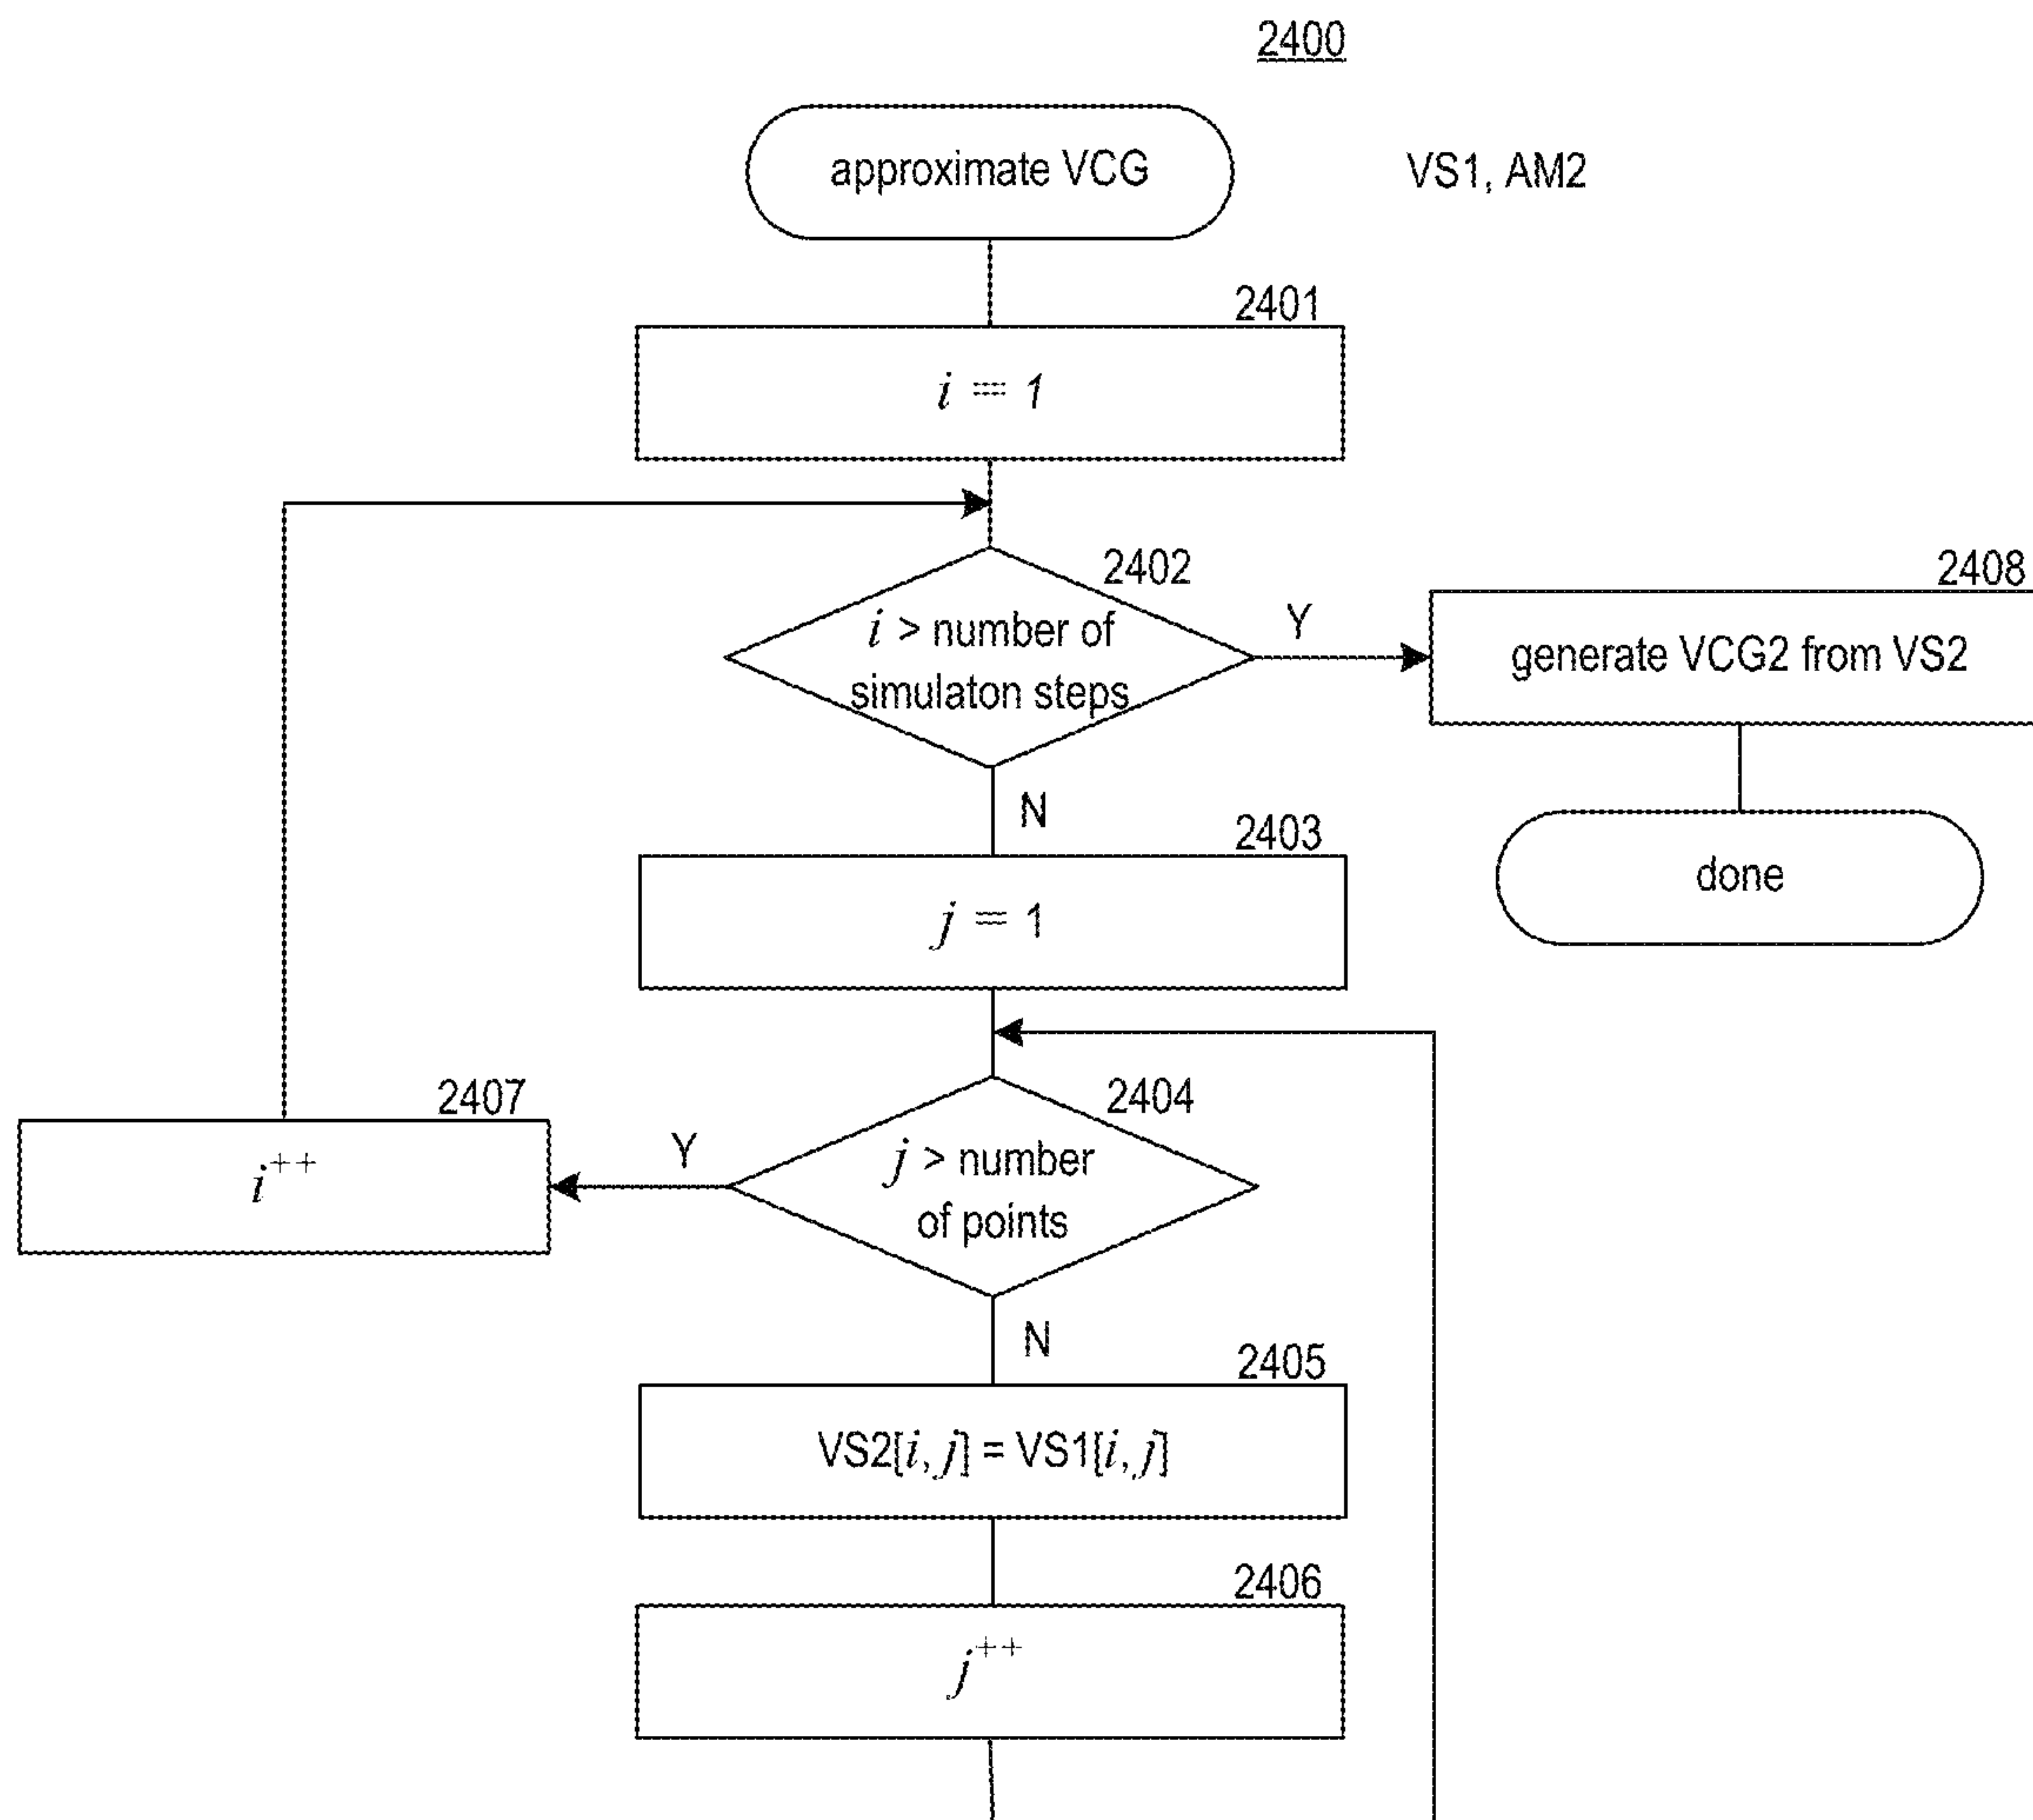 2400
approximate VCG
VS1, AM2
2401
i = 1
2402
i > number of
simulaton steps
Y
2408
generate VCG2 from VS2
N
done
2403
j = 1
2407
i++
Y
2404
j > number
of points
N
2405
VS2[i, j] = VS1[i, j]
2406
j++